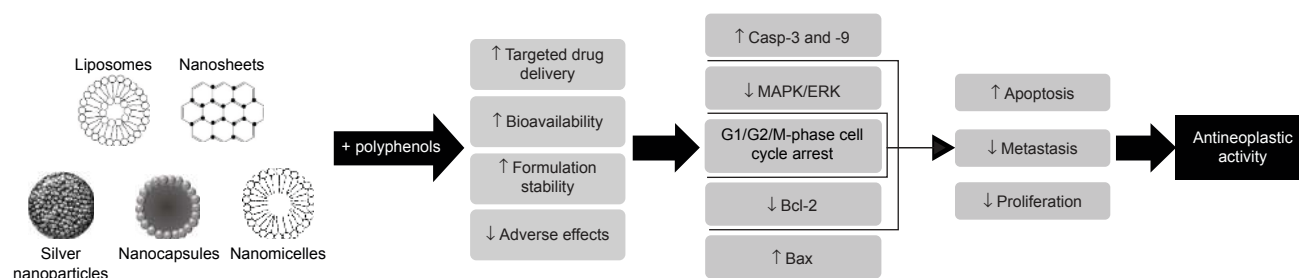 Liposomes
Nanosheets
Silver
nanoparticles
Nanocapsules
Nanomicelles
+ polyphenols
↑ Targeted drug
delivery
↑ Bioavailability
↑ Formulation
stability
↓ Adverse effects
↑ Casp-3 and -9
↓ MAPK/ERK
G1/G2/M-phase cell
cycle arrest
↓ Bcl-2
↑ Bax
↑ Apoptosis
↓ Metastasis
↓ Proliferation
Antineoplastic
activity